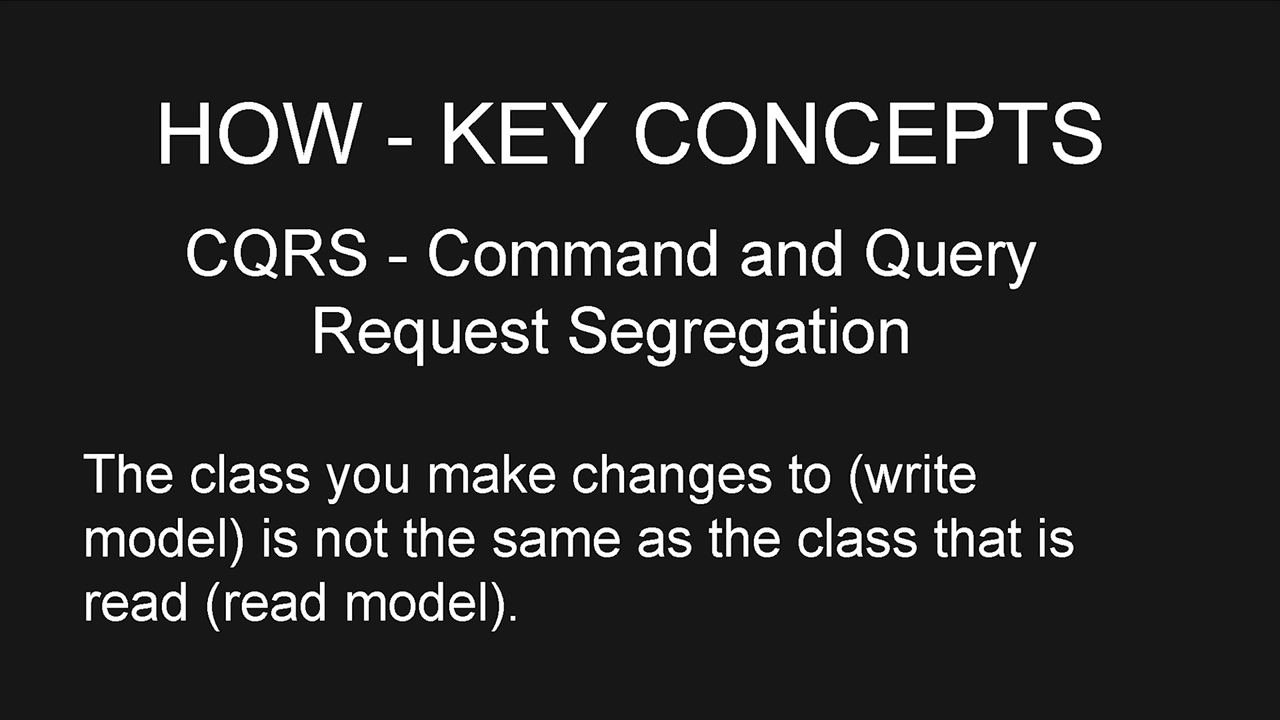 HOW - KEY CONCEPTS
CQRS - Command and Query
Request Segregation
The class you make changes to (write
model) is not the same as the class that is
read (read model).